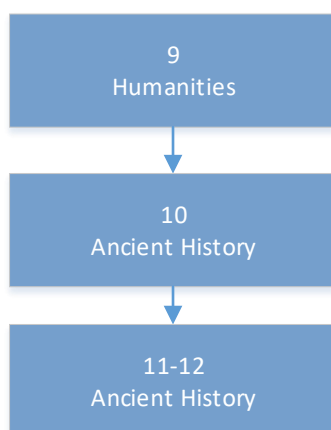 9
Humanities
10
Ancient History
11-12
Ancient History